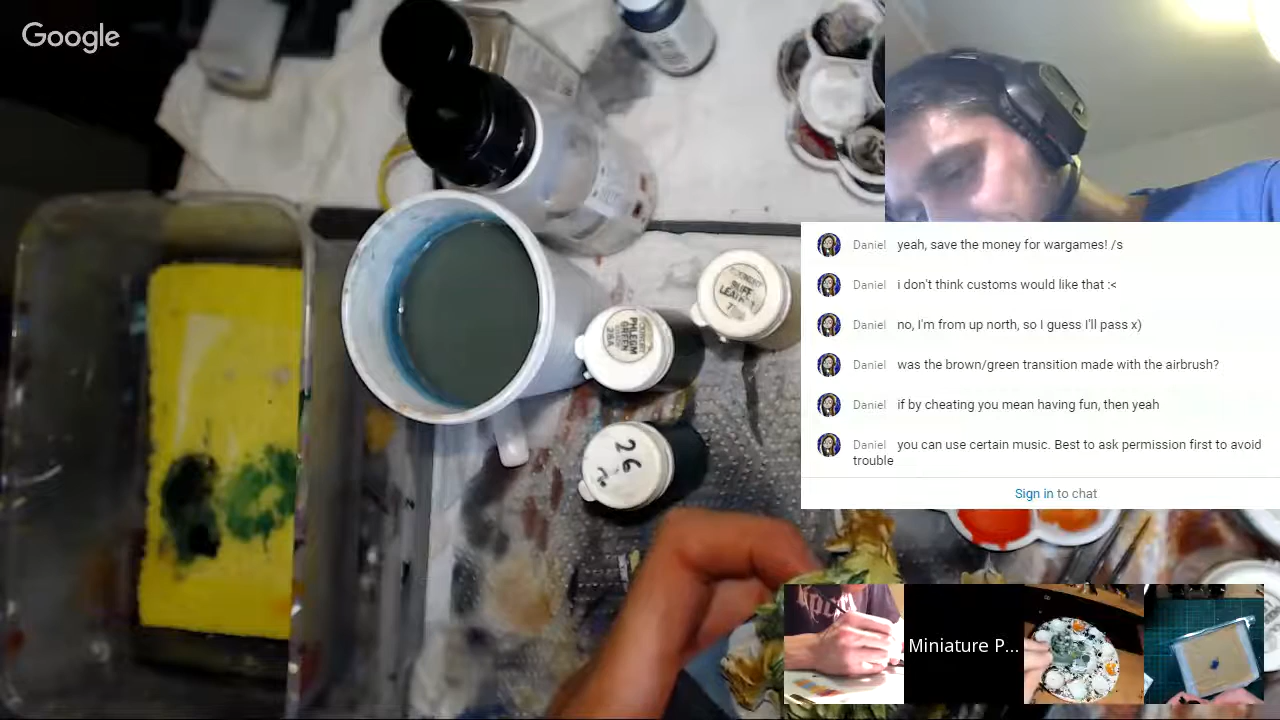 Google
Daniel yeah, save the money for wargames! /s
Daniel i don't think customs would like that :<
Daniel no, I'm from up north, so I guess I'll pass x)
Daniel was the brown/green transition made with the airbrush?
Daniel if by cheating you mean having fun, then yeah
Daniel you can use certain music. Best to ask permission first to avoid
trouble
Sign in to chat
PHLEGM
GREEN
28A
LEATHER
26
Miniature P...